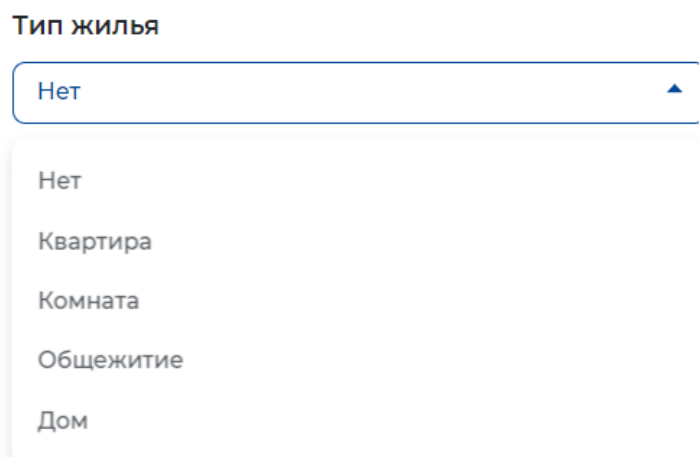 Тип жилья
Нет
Нет
Квартира
Комната
Общежитие
Дом